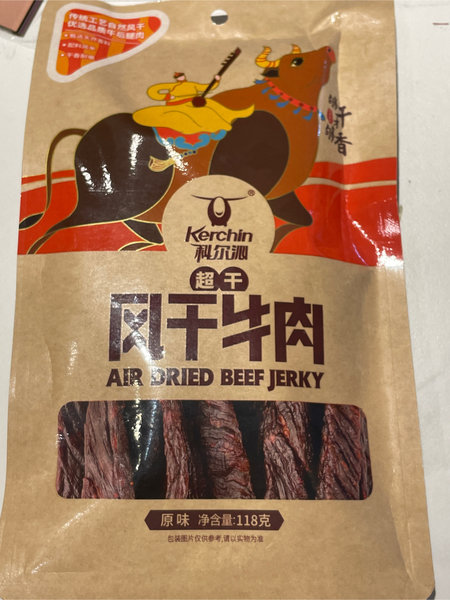 传统工艺自然风干
优选品质牛后腿肉
®
Kerchin
科尔沁
超干
风干牛肉
AIR DRIED BEEF JERKY
原味 净含量:118克
包装图片仅供参考,请以实物为准